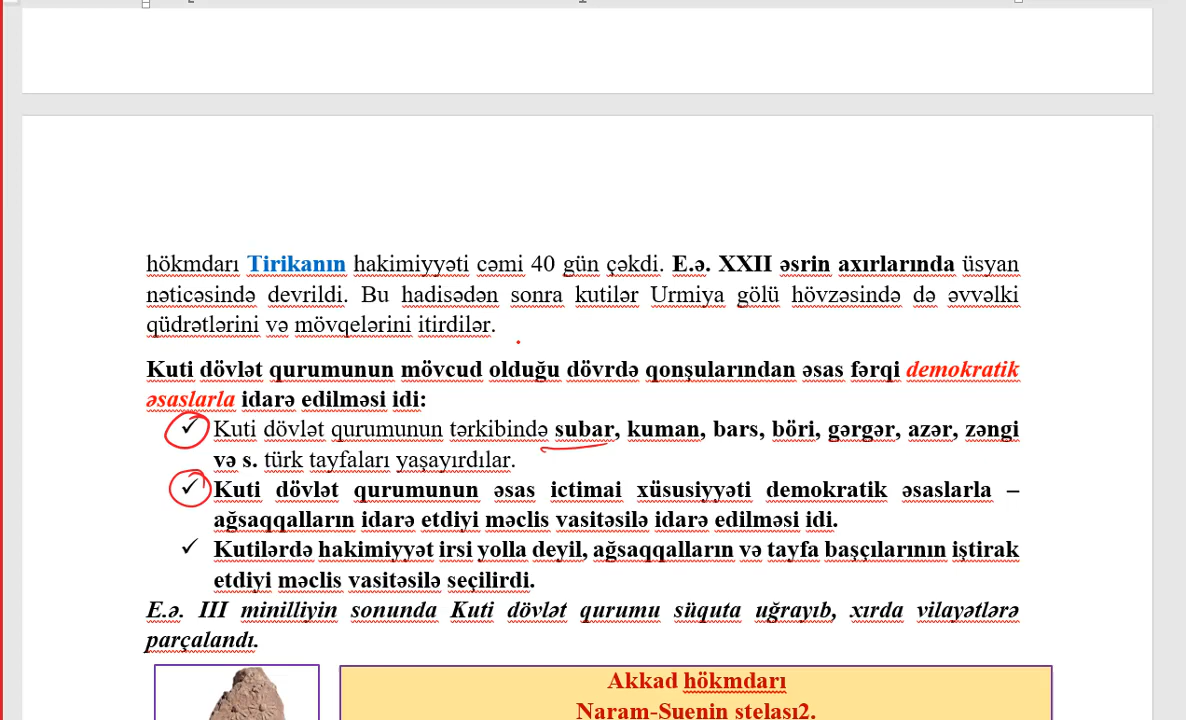 hökmdarı Tirikanın hakimiyyəti cəmi 40 gün çəkdi. E.ə. XXII əsrin axırlarında üsyan
nəticəsində devrildi. Bu hadisədən sonra kutilər Urmiya gölü hövzəsində də əvvəlki
qüdrətlərini və mövqelərini itirdilər.
Kuti dövlət qurumunun mövcud olduğu dövrdə qonşularından əsas fərqi demokratik
əsaslarla idarə edilməsi idi:
✓ Kuti dövlət qurumunun tərkibində subar, kuman, bars, böri, gərgər, azər, zəngi
və s. türk tayfaları yaşayırdılar.
✓ Kuti dövlət qurumunun əsas ictimai xüsusiyyəti demokratik əsaslarla –
ağsaqqalların idarə etdiyi məclis vasitəsilə idarə edilməsi idi.
✓ Kutilərdə hakimiyyət irsi yolla deyil, ağsaqqalların və tayfa başçılarının iştirak
etdiyi məclis vasitəsilə seçilirdi.
E.ə. III minilliyin sonunda Kuti dövlət qurumu süquta uğrayıb, xırda vilayətlərə
parçalandı.
Akkad hökmdarı
Naram-Suenin stelası2.